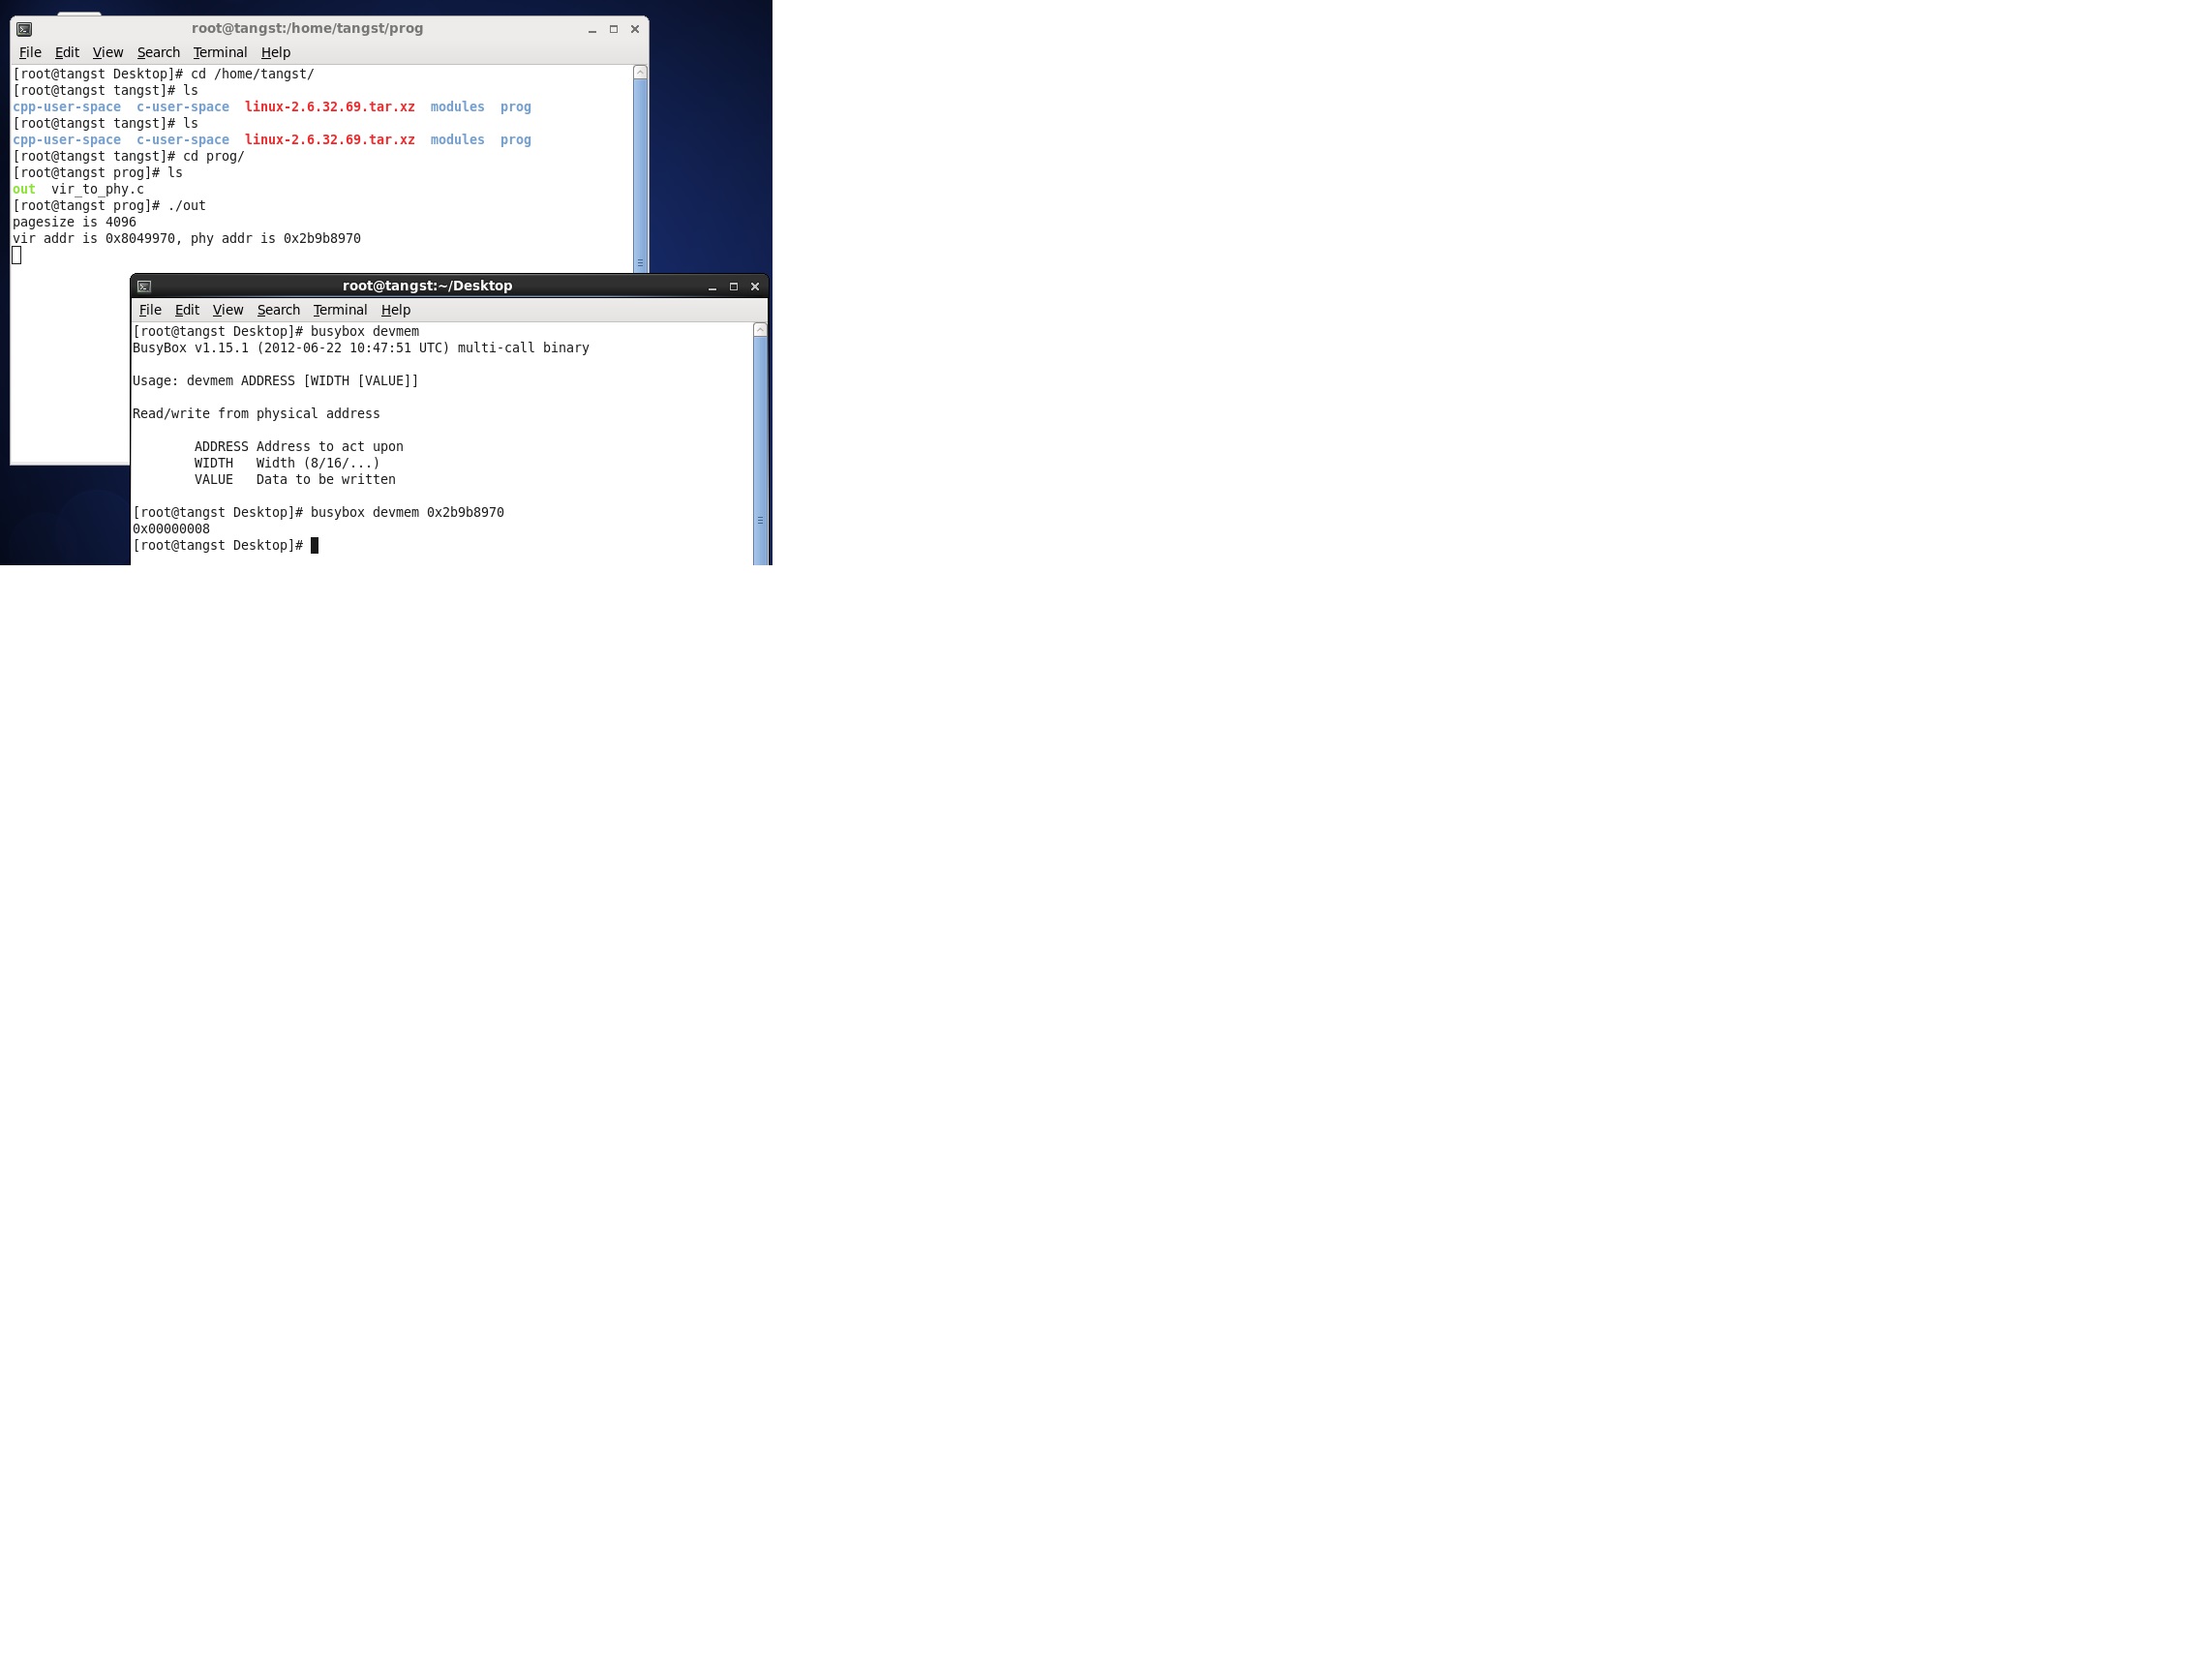 root@tangst:/home/tangst/prog
File Edit View Search Terminal Help
[root@tangst Desktop]# cd /home/tangst/
[root@tangst tangst]# ls
cpp-user-space  c-user-space  linux-2.6.32.69.tar.xz  modules  prog
[root@tangst tangst]# ls
cpp-user-space  c-user-space  linux-2.6.32.69.tar.xz  modules  prog
[root@tangst tangst]# cd prog/
[root@tangst prog]# ls
out  vir_to_phy.c
[root@tangst prog]# ./out
pagesize is 4096
vir addr is 0x8049970, phy addr is 0x2b9b8970
root@tangst:~/Desktop
File Edit View Search Terminal Help
[root@tangst Desktop]# busybox devmem
BusyBox v1.15.1 (2012-06-22 10:47:51 UTC) multi-call binary
Usage: devmem ADDRESS [WIDTH [VALUE]]
Read/write from physical address
ADDRESS Address to act upon
WIDTH   Width (8/16/...)
VALUE   Data to be written
[root@tangst Desktop]# busybox devmem 0x2b9b8970
0x00000008
[root@tangst Desktop]#